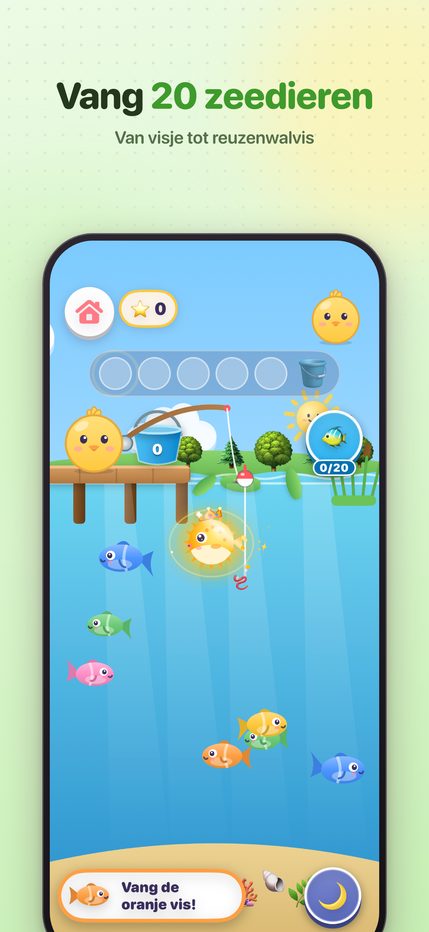 Vang 20 zeedieren
Van visje tot reuzenwalvis
0
0
0/20
Vang de
oranje vis!